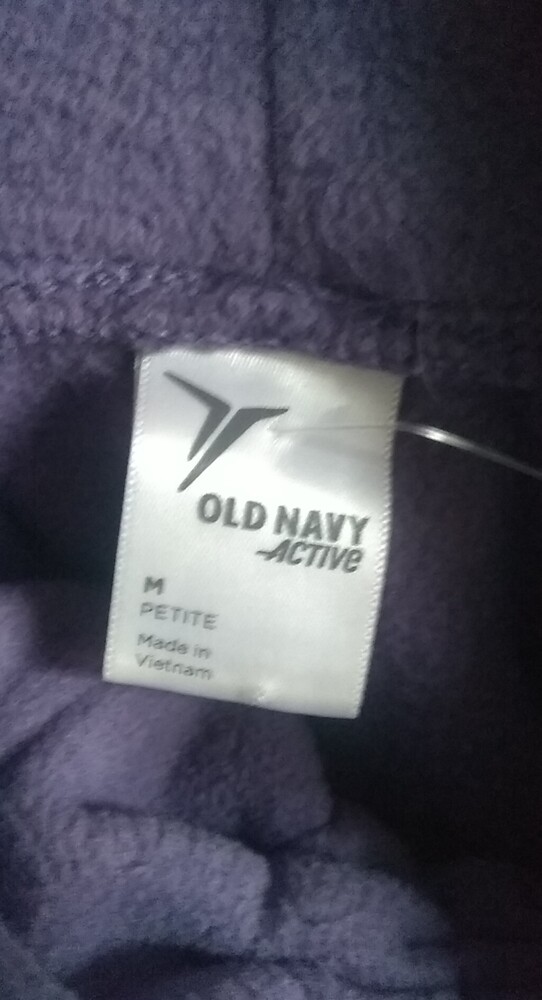 OLD NAVY
ACTIVE
M
PETITE
Made in
Vietnam